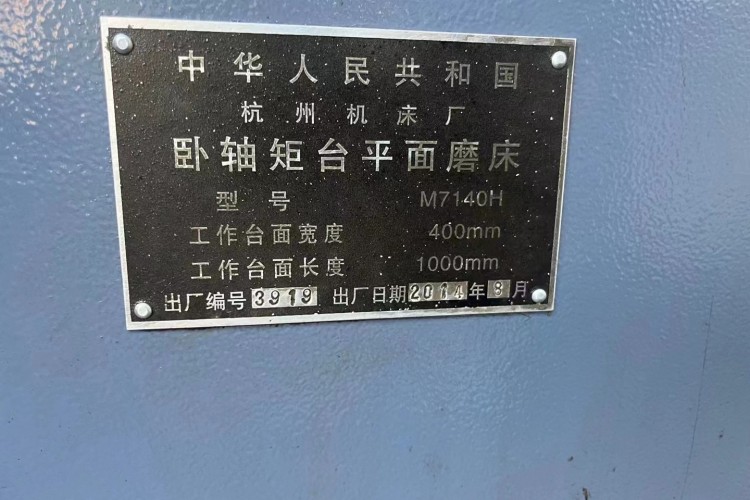 中华人民共和国
杭州机床厂
卧轴矩台平面磨床
型号 M7140H
工作台面宽度 400mm
工作台面长度 1000mm
出厂编号 3919 出厂日期 2014 年 8 月